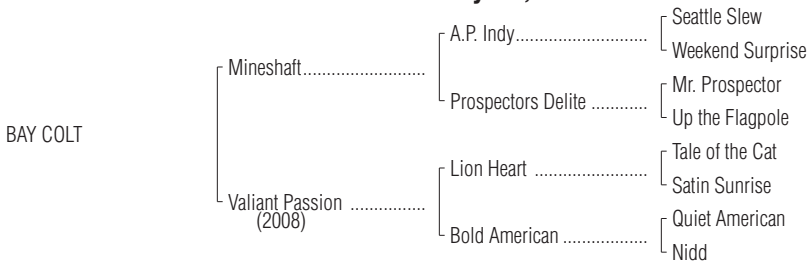 Seattle Slew
A.P. Indy..............................
Weekend Surprise
Mineshaft............................
Mr. Prospector
Prospectors Delite .............
Up the Flagpole
BAY COLT
Tale of the Cat
Lion Heart ..........................
Satin Sunrise
Valiant Passion .................
(2008)
Quiet American
Bold American ...................
Nidd